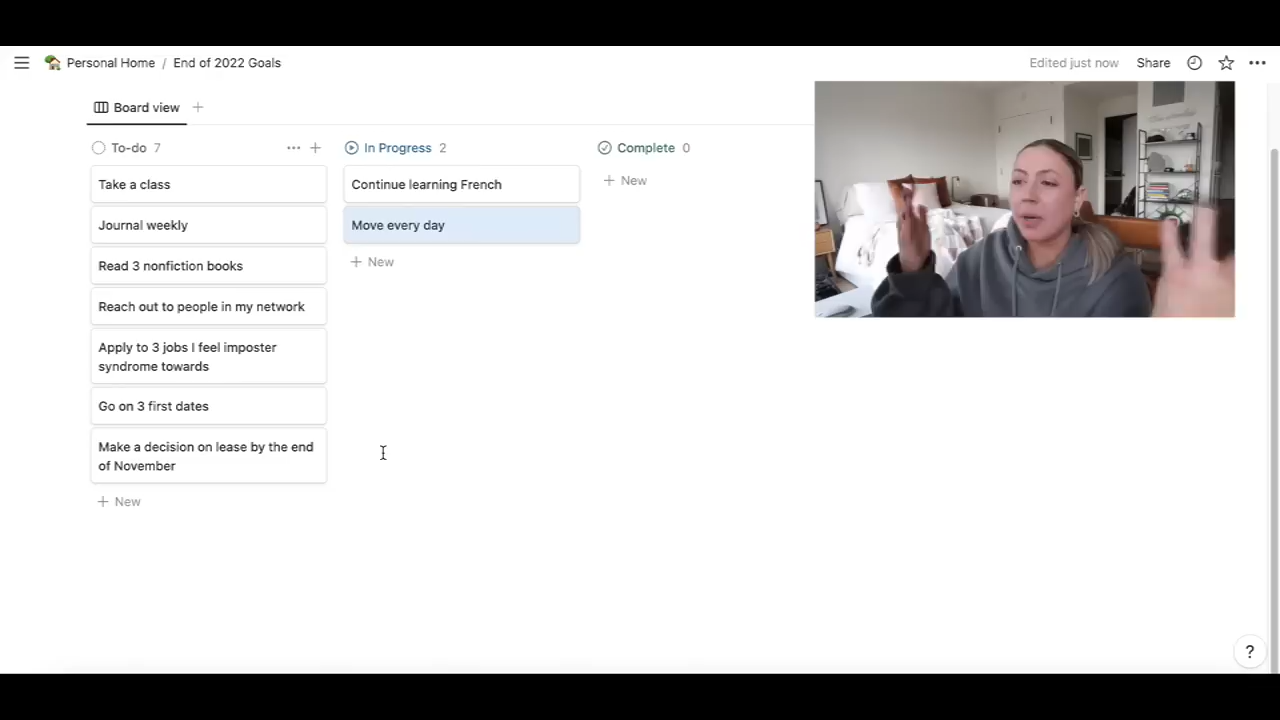 Personal Home / End of 2022 Goals
Edited just now
Share
Board view
To-do 7
Take a class
Journal weekly
Read 3 nonfiction books
Reach out to people in my network
Apply to 3 jobs I feel imposter
syndrome towards
Go on 3 first dates
Make a decision on lease by the end
of November
+ New
In Progress 2
Continue learning French
Move every day
+ New
Complete 0
+ New
?